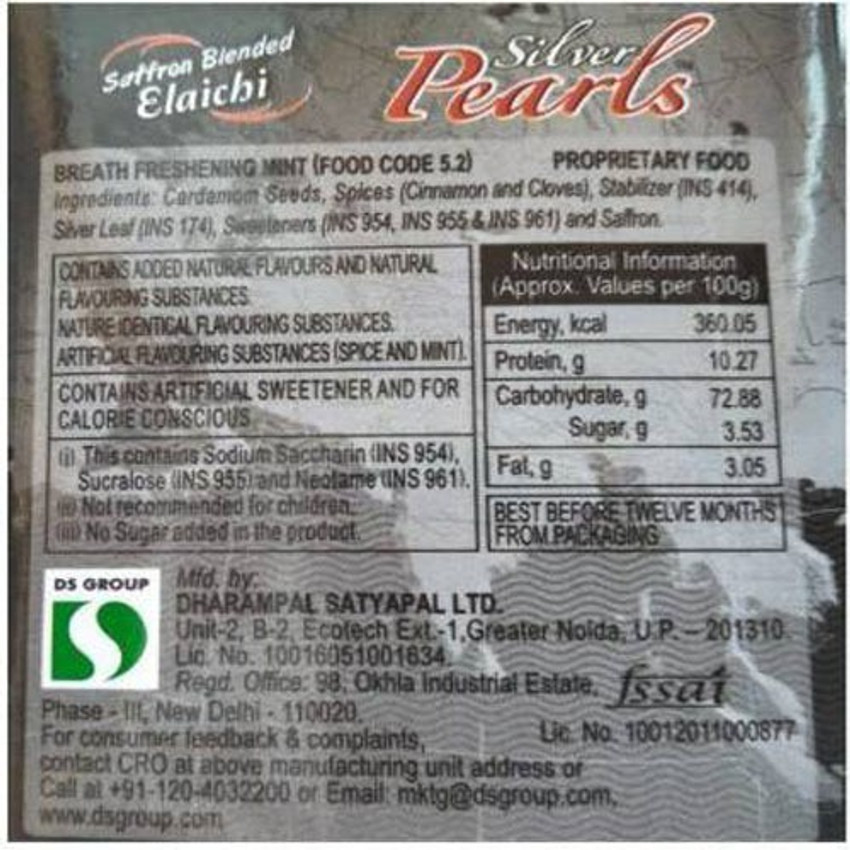 Saffron Blended
Elaichi
Silver
Pearls
BREATH FRESHENING MINT (FOOD CODE 5.2) PROPRIETARY FOOD
Ingredients: Cardamom Seeds, Spices (Cinnamon and Cloves), Stabilizer (INS 414),
Silver Leaf (INS 174), Sweeteners (INS 954, INS 955 & INS 961) and Saffron.
CONTAINS ADDED NATURAL FLAVOURS AND NATURAL
FLAVOURING SUBSTANCES.
NATURE IDENTICAL FLAVOURING SUBSTANCES.
ARTIFICIAL FLAVOURING SUBSTANCES (SPICE AND MINT).
CONTAINS ARTIFICIAL SWEETENER AND FOR
CALORIE CONSCIOUS
(i) This contains Sodium Saccharin (INS 954),
Sucralose (INS 955) and Neotame (INS 961).
(ii) Not recommended for children.
(iii) No Sugar added in the product.
Nutritional Information
(Approx. Values per 100g)
Energy, kcal 360.05
Protein, g 10.27
Carbohydrate, g 72.88
Sugar, g 3.53
Fat, g 3.05
BEST BEFORE TWELVE MONTHS
FROM PACKAGING
DS GROUP
Mfd. by:
DHARAMPAL SATYAPAL LTD.
Unit-2, B-2, Ecotech Ext.-1,Greater Noida, U.P. – 201310.
Lic. No. 10016051001634.
Regd. Office: 98, Okhla Industrial Estate,
Phase - III, New Delhi - 110020.
fssai
Lic. No. 10012011000877
For consumer feedback & complaints,
contact CRO at above manufacturing unit address or
Call at +91-120-4032200 or Email: mktg@dsgroup.com,
www.dsgroup.com